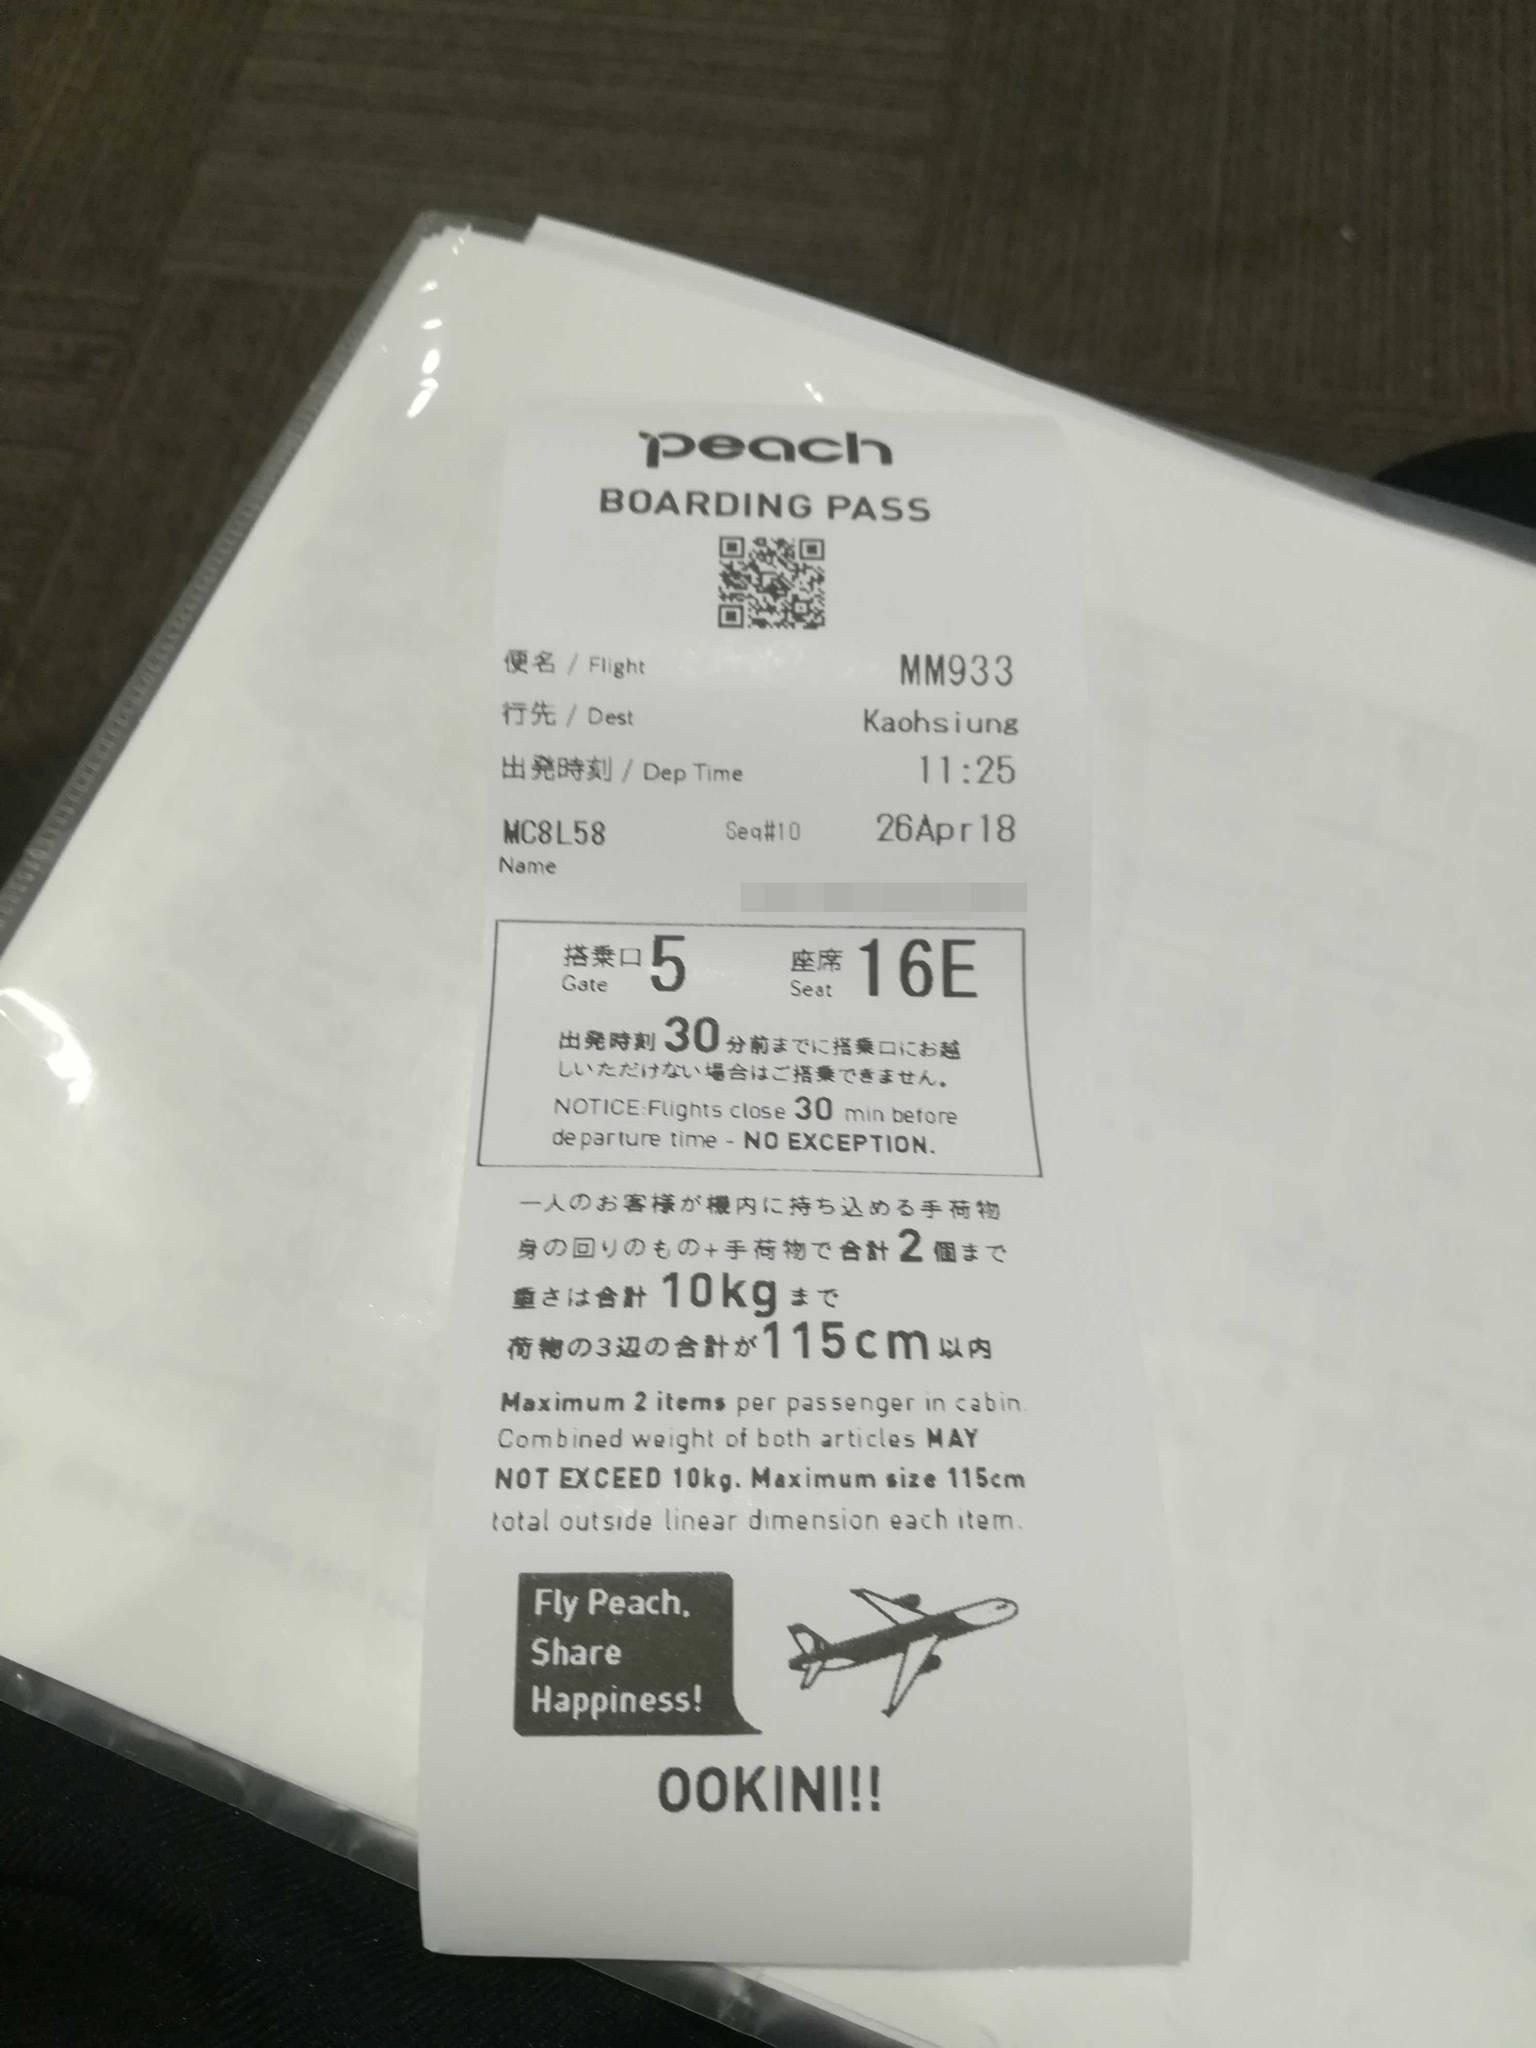 peach
BOARDING PASS
便名 / Flight MM933
行先 / Dest Kaohsiung
出発時刻 / Dep Time 11:25
MC8L58 Seq#10 26Apr18
Name
搭乗口 5 座席 16E
Gate Seat
出発時刻 30 分前までに搭乗口にお越
しいただけない場合はご搭乗できません。
NOTICE:Flights close 30 min before
departure time - NO EXCEPTION.
一人のお客様が機内に持ち込める手荷物
身の回りのもの+手荷物で合計 2 個まで
重さは合計 10kg まで
荷物の3辺の合計が115cm以内
Maximum 2 items per passenger in cabin.
Combined weight of both articles MAY
NOT EXCEED 10kg. Maximum size 115cm
total outside linear dimension each item.
Fly Peach,
Share
Happiness!
OOKINI!!